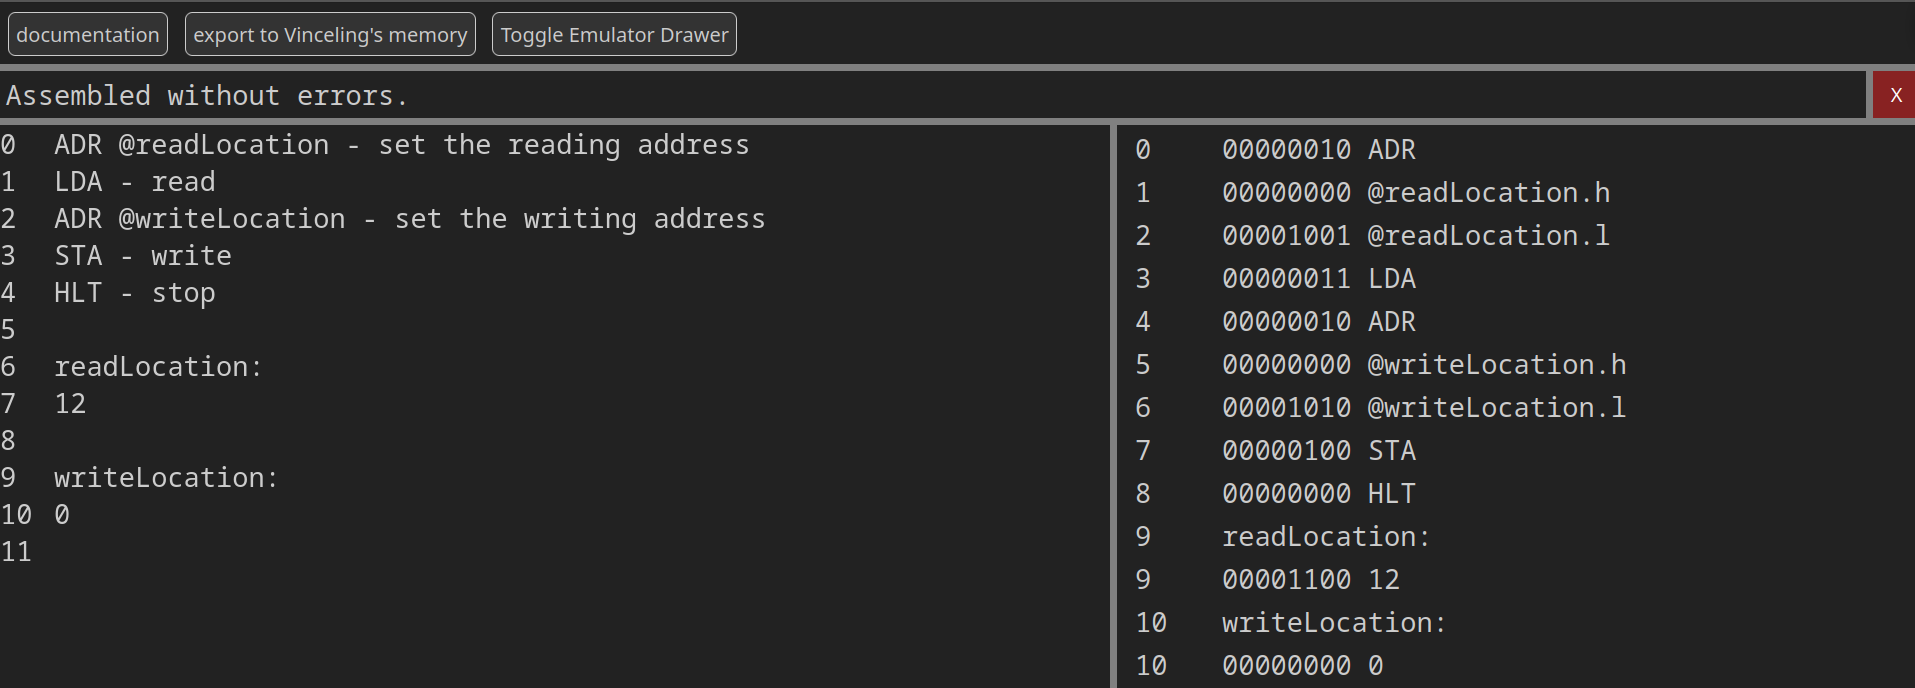 documentation export to Vinceling's memory Toggle Emulator Drawer
Assembled without errors. X
0 ADR @readLocation - set the reading address
1 LDA - read
2 ADR @writeLocation - set the writing address
3 STA - write
4 HLT - stop
5
6 readLocation:
7 12
8
9 writeLocation:
10 0
11
0 00000010 ADR
1 00000000 @readLocation.h
2 00001001 @readLocation.l
3 00000011 LDA
4 00000010 ADR
5 00000000 @writeLocation.h
6 00001010 @writeLocation.l
7 00000100 STA
8 00000000 HLT
9 readLocation:
9 00001100 12
10 writeLocation:
10 00000000 0